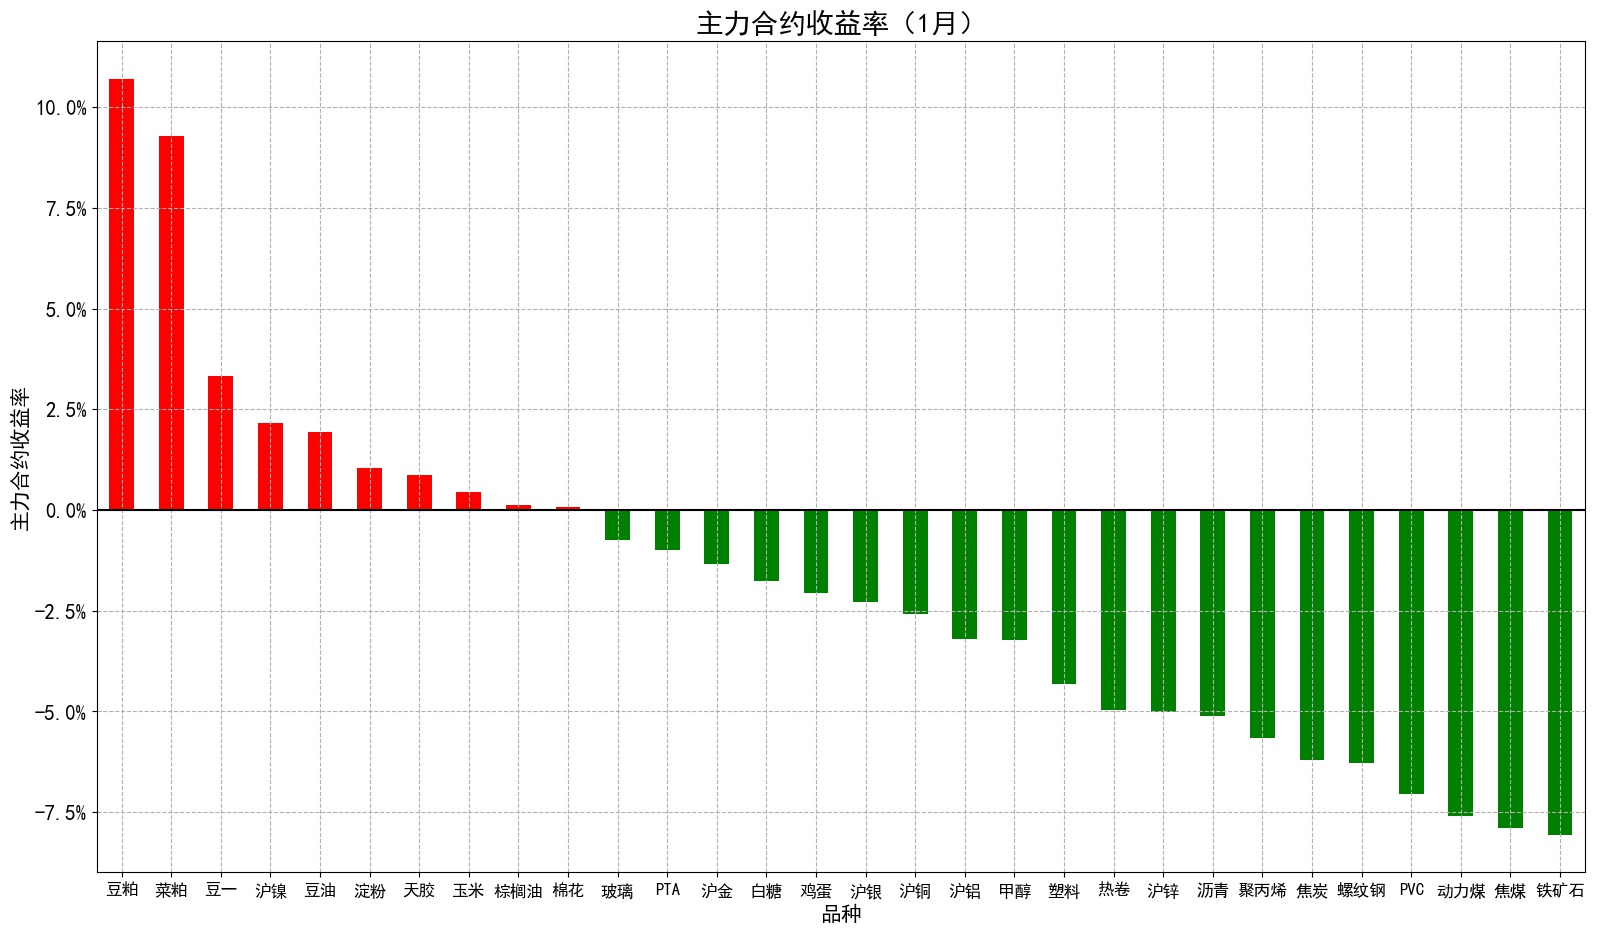 主力合约收益率（1月）
主力合约收益率
10.0%
7.5%
5.0%
2.5%
0.0%
−2.5%
−5.0%
−7.5%
豆粕 菜粕 豆一 沪镍 豆油 淀粉 天胶 玉米 棕榈油 棉花 玻璃 PTA 沪金 白糖 鸡蛋 沪银 沪铜 沪铝 甲醇 塑料 热卷 沪锌 沥青 聚丙烯 焦炭 螺纹钢 PVC 动力煤 焦煤 铁矿石
品种